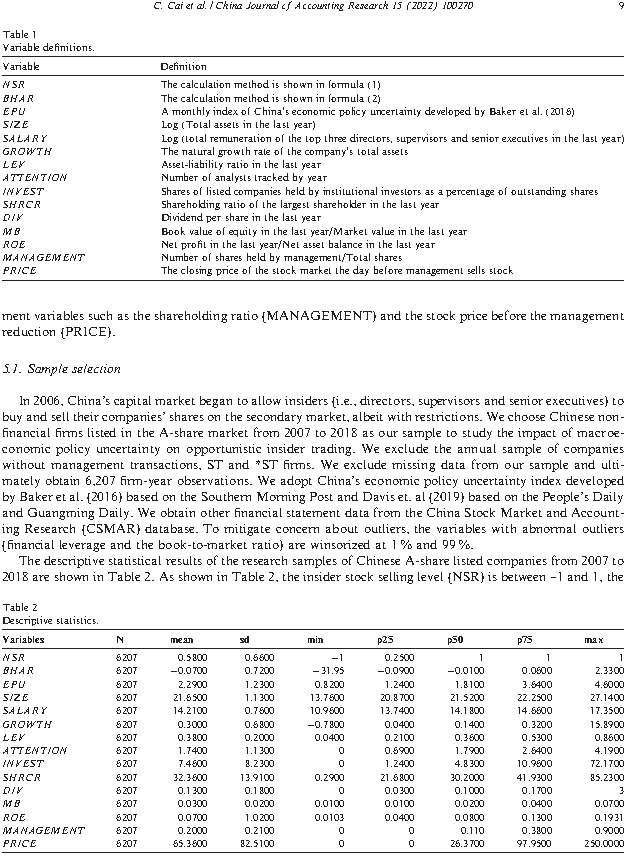 C. Cai et al. / China Journal of Accounting Research 15 (2022) 100270
9
Table 1
Variable definitions.
Variable Definition
NSR The calculation method is shown in formula (1)
BHAR The calculation method is shown in formula (2)
EPU A monthly index of China's economic policy uncertainty developed by Baker et al. (2016)
SIZE Log (Total assets in the last year)
SALARY Log (total remuneration of the top three directors, supervisors and senior executives in the last year)
GROWTH The natural growth rate of the company's total assets
LEV Asset-liability ratio in the last year
ATTENTION Number of analysts tracked by year
INVEST Shares of listed companies held by institutional investors as a percentage of outstanding shares
SHRCR Shareholding ratio of the largest shareholder in the last year
DIV Dividend per share in the last year
MB Book value of equity in the last year/Market value in the last year
ROE Net profit in the last year/Net asset balance in the last year
MANAGEMENT Number of shares held by management/Total shares
PRICE The closing price of the stock market the day before management sells stock
ment variables such as the shareholding ratio {MANAGEMENT) and the stock price before the management
reduction {PRICE).
5.1. Sample selection
In 2006, China's capital market began to allow insiders {i.e., directors, supervisors and senior executives) to
buy and sell their companies' shares on the secondary market, albeit with restrictions. We choose Chinese non-
financial firms listed in the A-share market from 2007 to 2018 as our sample to study the impact of macroe-
conomic policy uncertainty on opportunistic insider trading. We exclude the annual sample of companies
without management transactions, ST and *ST firms. We exclude missing data from our sample and ulti-
mately obtain 6,207 firm-year observations. We adopt China's economic policy uncertainty index developed
by Baker et al. {2016) based on the Southern Morning Post and Davis et. al {2019) based on the People's Daily
and Guangming Daily. We obtain other financial statement data from the China Stock Market and Account-
ing Research {CSMAR) database. To mitigate concern about outliers, the variables with abnormal outliers
{financial leverage and the book-to-market ratio) are winsorized at 1 % and 99 %.
The descriptive statistical results of the research samples of Chinese A-share listed companies from 2007 to
2018 are shown in Table 2. As shown in Table 2, the insider stock selling level {NSR) is between −1 and 1, the
Table 2
Descriptive statistics.
Variables N mean sd min p25 p50 p75 max
NSR 6207 0.5800 0.6600 −1 0.2500 1 1 1
BHAR 6207 −0.0700 0.7200 −31.95 −0.0900 −0.0100 0.0600 2.3300
EPU 6207 2.2900 1.2300 0.8200 1.2400 1.8100 3.6400 4.6000
SIZE 6207 21.6500 1.1300 13.7600 20.8700 21.5200 22.2500 27.1400
SALARY 6207 14.2100 0.7600 10.9600 13.7400 14.1800 14.6600 17.3500
GROWTH 6207 0.3000 0.6800 −0.7800 0.0400 0.1400 0.3200 15.8900
LEV 6207 0.3800 0.2000 0.0400 0.2100 0.3600 0.5300 0.8600
ATTENTION 6207 1.7400 1.1300 0 0.6900 1.7900 2.6400 4.1900
INVEST 6207 7.4600 8.2300 0 1.2400 4.8300 10.9600 72.1700
SHRCR 6207 32.3600 13.9100 0.2900 21.6800 30.2000 41.9300 85.2300
DIV 6207 0.1300 0.1800 0 0.0300 0.1000 0.1700 3
MB 6207 0.0300 0.0200 0.0100 0.0100 0.0200 0.0400 0.0700
ROE 6207 0.0700 1.0200 0.0103 0.0400 0.0800 0.1300 0.1931
MANAGEMENT 6207 0.2000 0.2100 0 0 0.110 0.3800 0.9000
PRICE 6207 65.3600 82.5100 0 0 26.3700 97.9500 250.0000